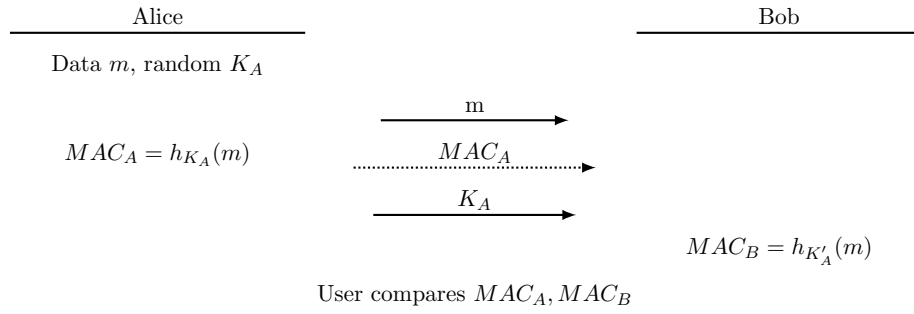 Alice Bob
Data $m$, random $K_A$
m
$MAC_A = h_{K_A}(m)$ $MAC_A$
$K_A$
$MAC_B = h_{K'_A}(m)$
User compares $MAC_A, MAC_B$